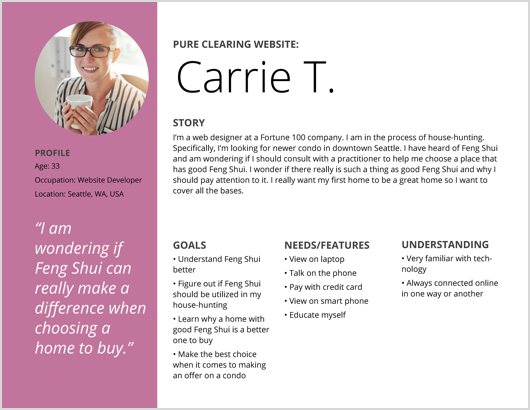 PURE CLEARING WEBSITE:
Carrie T.
STORY
I'm a web designer at a Fortune 100 company. I am in the process of house-hunting.
Specifically, I'm looking for newer condo in downtown Seattle. I have heard of Feng Shui
and am wondering if I should consult with a practitioner to help me choose a place that
has good Feng Shui. I wonder if there really is such a thing as good Feng Shui and why I
should pay attention to it. I really want my first home to be a great home so I want to
cover all the bases.
PROFILE
Age: 33
Occupation: Website Developer
Location: Seattle, WA, USA
“I am
wondering if
Feng Shui can
really make a
difference when
choosing a
home to buy.”
GOALS
• Understand Feng Shui
better
• Figure out if Feng Shui
should be utilized in my
house-hunting
• Learn why a home with
good Feng Shui is a better
one to buy
• Make the best choice
when it comes to making
an offer on a condo
NEEDS/FEATURES
• View on laptop
• Talk on the phone
• Pay with credit card
• View on smart phone
• Educate myself
UNDERSTANDING
• Very familiar with tech-
nology
• Always connected online
in one way or another